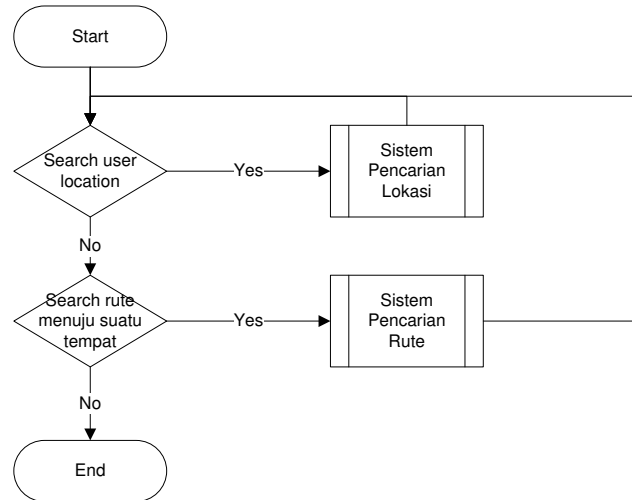 Start
Search user
location
Yes
Sistem
Pencarian
Lokasi
No
Search rute
menuju suatu
tempat
Yes
Sistem
Pencarian
Rute
No
End